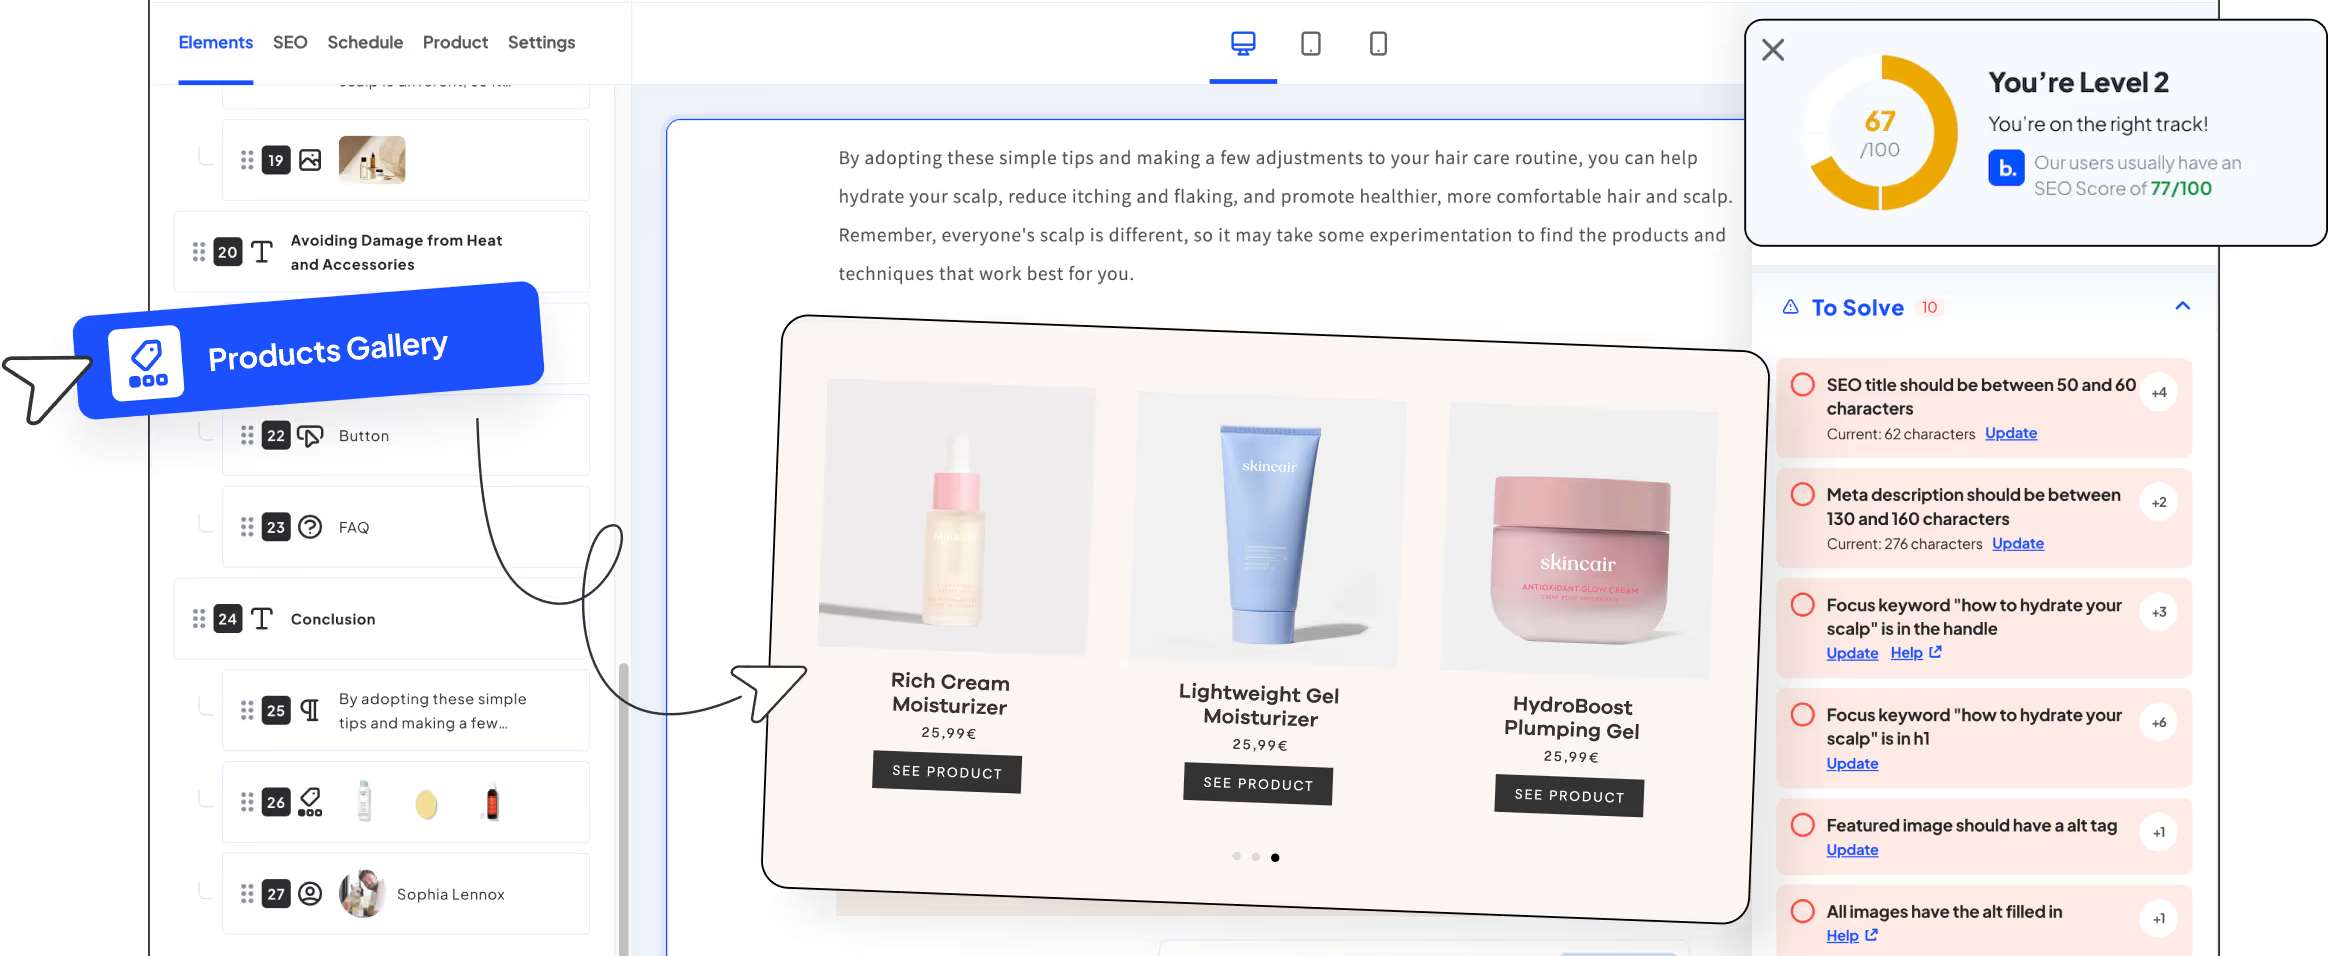 Elements SEO Schedule Product Settings
19
20
Avoiding Damage from Heat
and Accessories
Products Gallery
22 Button
23 FAQ
24 Conclusion
25
By adopting these simple
tips and making a few...
26
27 Sophia Lennox
By adopting these simple tips and making a few adjustments to your hair care routine, you can help
hydrate your scalp, reduce itching and flaking, and promote healthier, more comfortable hair and scalp.
Remember, everyone's scalp is different, so it may take some experimentation to find the products and
techniques that work best for you.
skincair
skincair
ANTIOXIDANT GLOW CREAM
Rich Cream
Moisturizer
25,99€
SEE PRODUCT
Lightweight Gel
Moisturizer
25,99€
SEE PRODUCT
HydroBoost
Plumping Gel
25,99€
SEE PRODUCT
67
/100
You're Level 2
You're on the right track!
b.
Our users usually have an
SEO Score of 77/100
To Solve 10
SEO title should be between 50 and 60
characters
+4
Current: 62 characters Update
Meta description should be between
130 and 160 characters
+2
Current: 276 characters Update
Focus keyword "how to hydrate your
scalp" is in the handle
+3
Update Help
Focus keyword "how to hydrate your
scalp" is in h1
+6
Update
Featured image should have a alt tag
+1
Update
All images have the alt filled in
+1
Help